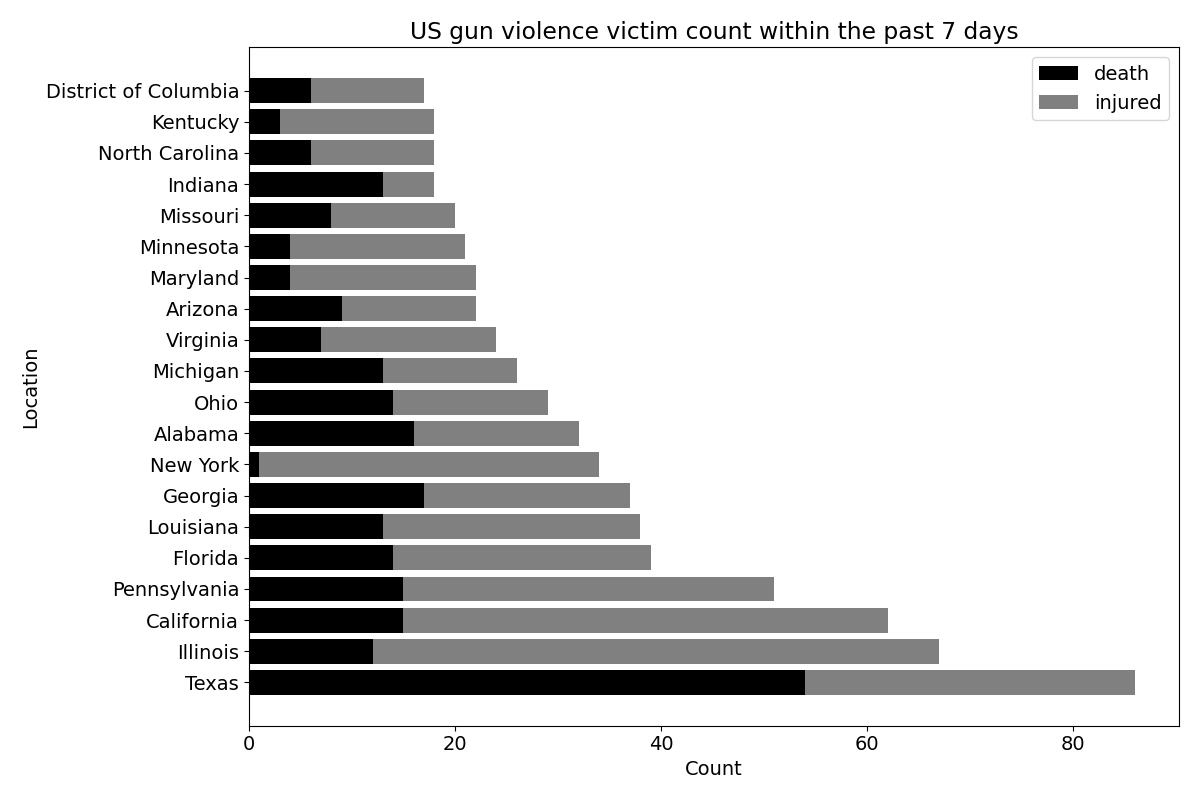 US gun violence victim count within the past 7 days
death
injured
District of Columbia
Kentucky
North Carolina
Indiana
Missouri
Minnesota
Maryland
Arizona
Virginia
Michigan
Ohio
Alabama
New York
Georgia
Louisiana
Florida
Pennsylvania
California
Illinois
Texas
Location
0 20 40 60 80
Count